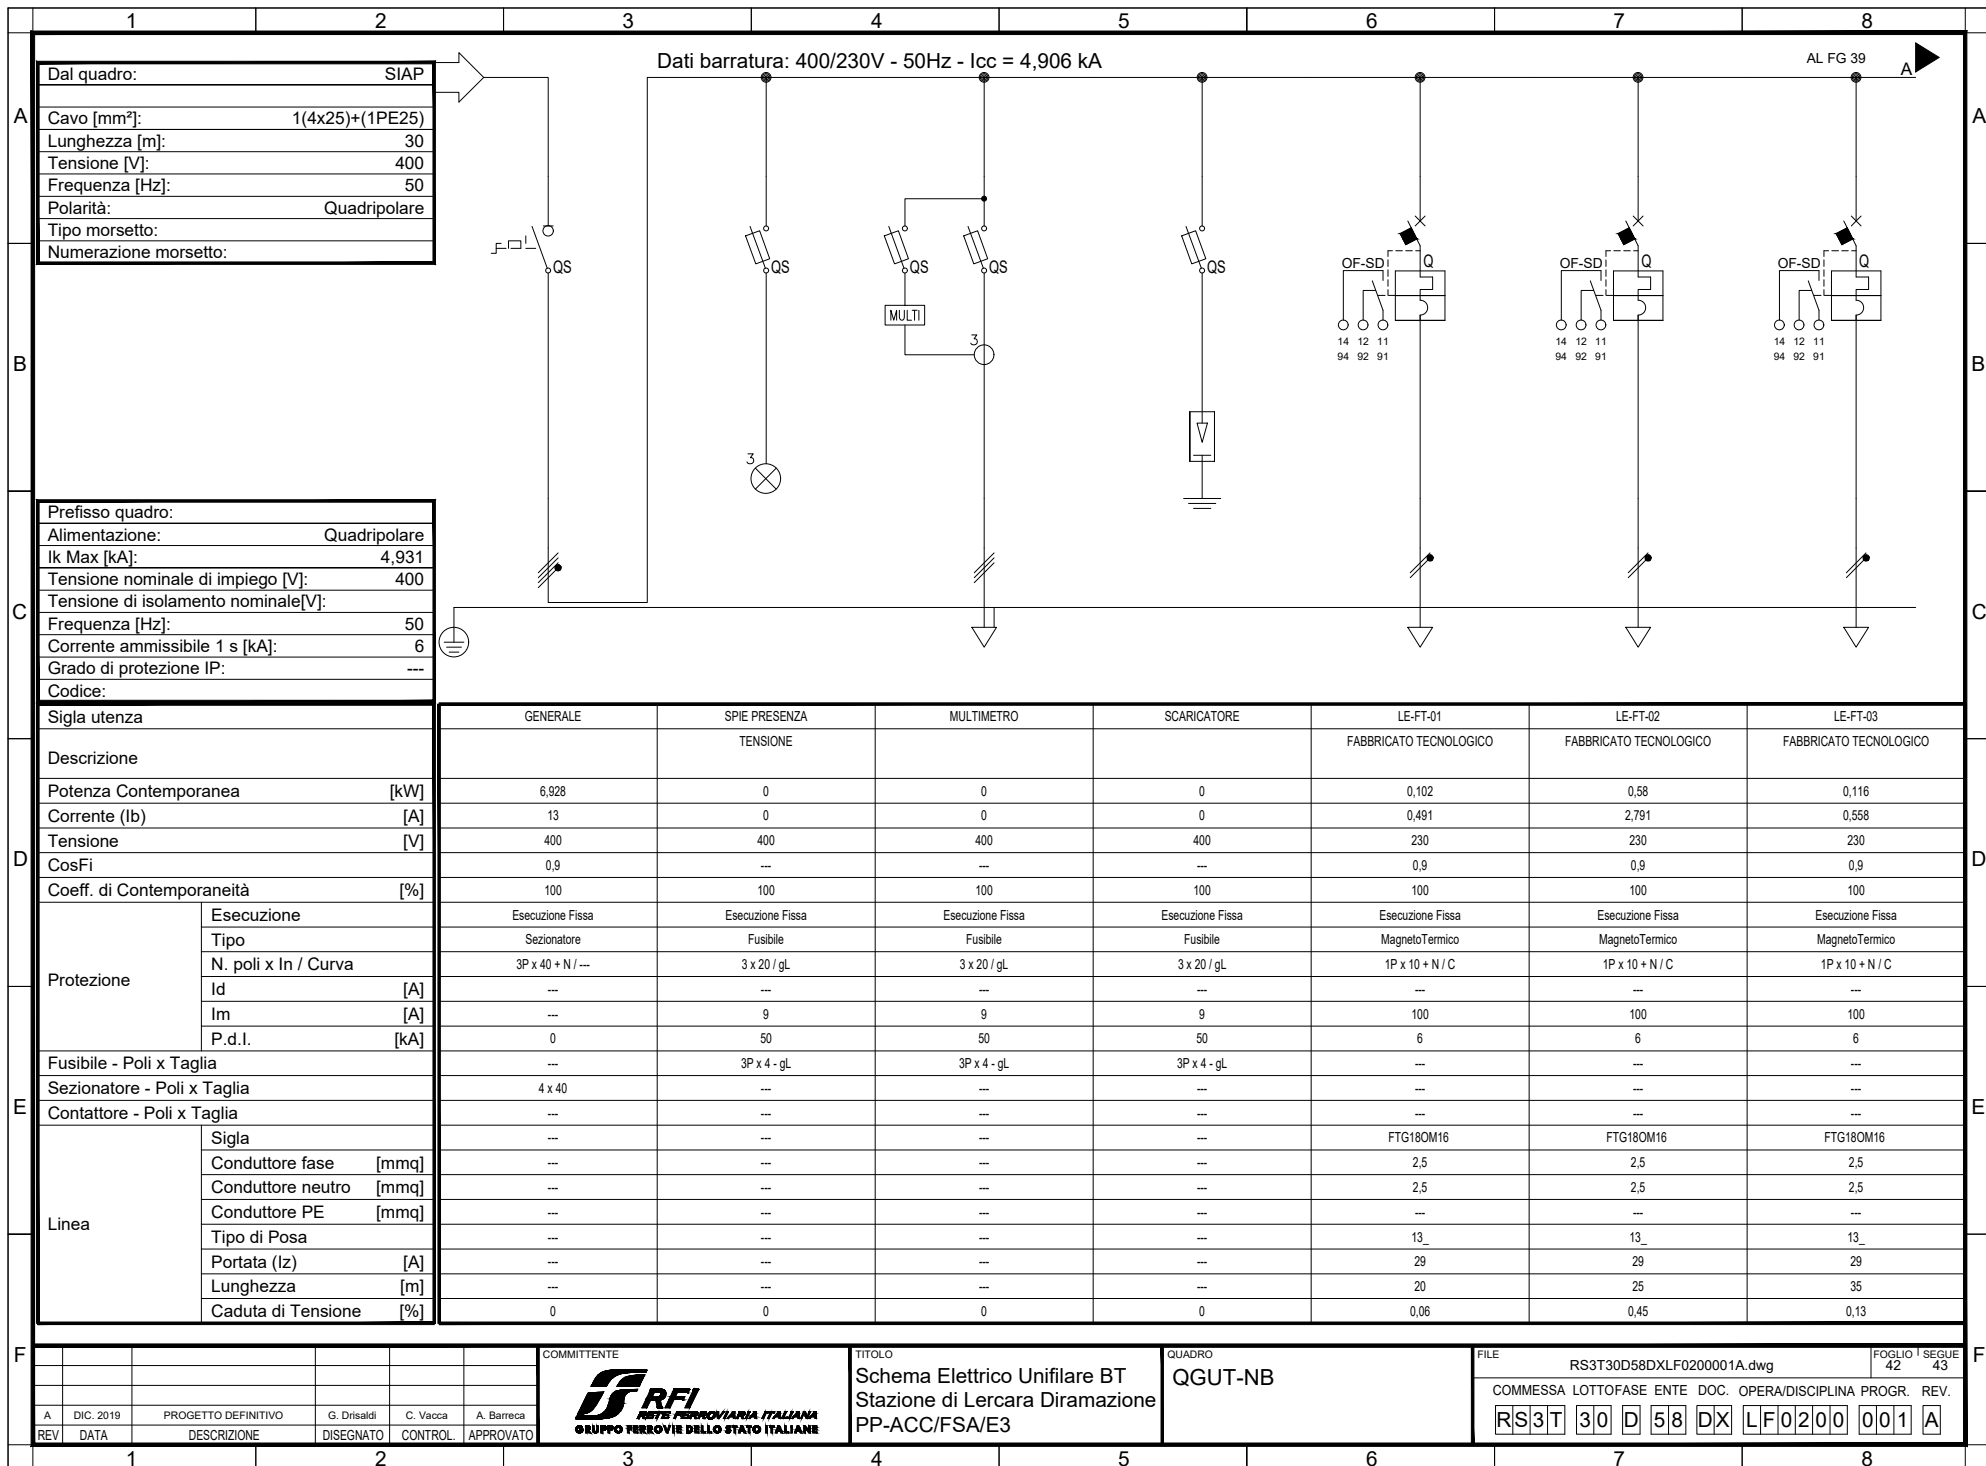 1 2 3 4 5 6 7 8
Dati barratura: 400/230V - 50Hz - Icc = 4,906 kA
AL FG 39
A
A A
B B
C C
D D
E E
F F
Dal quadro: SIAP
Cavo [mm²]: 1(4x25)+(1PE25)
Lunghezza [m]: 30
Tensione [V]: 400
Frequenza [Hz]: 50
Polarità: Quadripolare
Tipo morsetto:
Numerazione morsetto:
QS QS QS QS QS
MULTI
3
3
OF-SD Q OF-SD Q OF-SD Q
14 12 11 14 12 11 14 12 11
94 92 91 94 92 91 94 92 91
Prefisso quadro:
Alimentazione: Quadripolare
Ik Max [kA]: 4,931
Tensione nominale di impiego [V]: 400
Tensione di isolamento nominale[V]:
Frequenza [Hz]: 50
Corrente ammissibile 1 s [kA]: 6
Grado di protezione IP: ---
Codice:
Sigla utenza GENERALE SPIE PRESENZA MULTIMETRO SCARICATORE LE-FT-01 LE-FT-02 LE-FT-03
Descrizione TENSIONE FABBRICATO TECNOLOGICO FABBRICATO TECNOLOGICO FABBRICATO TECNOLOGICO
Potenza Contemporanea [kW] 6,928 0 0 0 0,102 0,58 0,116
Corrente (Ib) [A] 13 0 0 0 0,491 2,791 0,558
Tensione [V] 400 400 400 400 230 230 230
CosFi 0,9 --- --- --- 0,9 0,9 0,9
Coeff. di Contemporaneità [%] 100 100 100 100 100 100 100
Protezione
Esecuzione Esecuzione Fissa Esecuzione Fissa Esecuzione Fissa Esecuzione Fissa Esecuzione Fissa Esecuzione Fissa Esecuzione Fissa
Tipo Sezionatore Fusibile Fusibile Fusibile MagnetoTermico MagnetoTermico MagnetoTermico
N. poli x In / Curva 3P x 40 + N / --- 3 x 20 / gL 3 x 20 / gL 3 x 20 / gL 1P x 10 + N / C 1P x 10 + N / C 1P x 10 + N / C
Id [A] --- --- --- --- --- --- ---
Im [A] --- 9 9 9 100 100 100
P.d.I. [kA] 0 50 50 50 6 6 6
Fusibile - Poli x Taglia --- 3P x 4 - gL 3P x 4 - gL 3P x 4 - gL --- --- ---
Sezionatore - Poli x Taglia 4 x 40 --- --- --- --- --- ---
Contattore - Poli x Taglia --- --- --- --- --- --- ---
Linea
Sigla --- --- --- --- FTG18OM16 FTG18OM16 FTG18OM16
Conduttore fase [mmq] --- --- --- --- 2,5 2,5 2,5
Conduttore neutro [mmq] --- --- --- --- 2,5 2,5 2,5
Conduttore PE [mmq] --- --- --- --- --- --- ---
Tipo di Posa --- --- --- --- 13_ 13_ 13_
Portata (Iz) [A] --- --- --- --- 29 29 29
Lunghezza [m] --- --- --- --- 20 25 35
Caduta di Tensione [%] 0 0 0 0 0,06 0,45 0,13
A DIC. 2019 PROGETTO DEFINITIVO G. Drisaldi C. Vacca A. Barreca
REV DATA DESCRIZIONE DISEGNATO CONTROL. APPROVATO
COMMITTENTE
RFI
RETE FERROVIARIA ITALIANA
GRUPPO FERROVIE DELLO STATO ITALIANE
TITOLO
Schema Elettrico Unifilare BT
Stazione di Lercara Diramazione
PP-ACC/FSA/E3
QUADRO
QGUT-NB
FILE
RS3T30D58DXLF0200001A.dwg
FOGLIO SEGUE
42 43
COMMESSA LOTTO FASE ENTE DOC. OPERA/DISCIPLINA PROGR. REV.
RS3T 30 D 58 DX LF0200 001 A
1 2 3 4 5 6 7 8